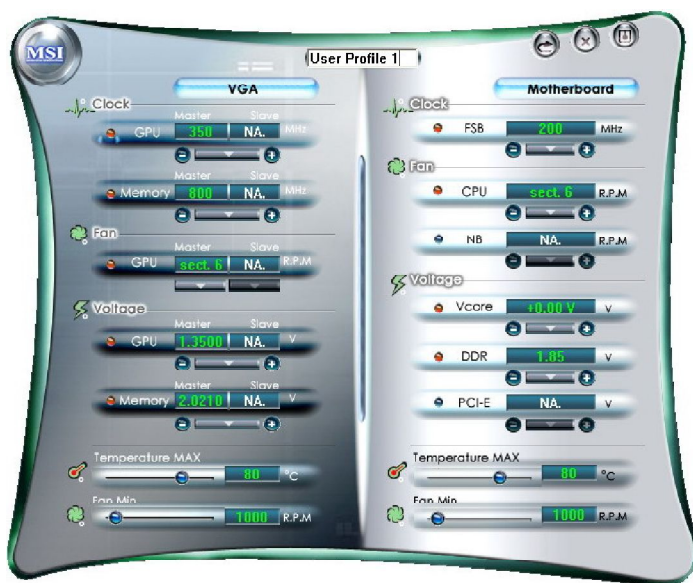 MSI
User Profile 1
VGA
Clock
Master Slave
GPU 350 NA. MHz
Memory 800 NA. MHz
Fan
Master Slave
GPU sect. 6 NA. R.P.M
Voltage
Master Slave
GPU 1.3500 NA. V
Master Slave
Memory 2.0210 NA. V
Temperature MAX
80 °C
Fan Min
1000 R.P.M
Motherboard
Clock
FSB 200 MHz
Fan
CPU sect. 6 R.P.M
NB NA. R.P.M
Voltage
Vcore +0.00 V V
DDR 1.85 V
PCI-E NA. V
Temperature MAX
80 °C
Fan Min
1000 R.P.M